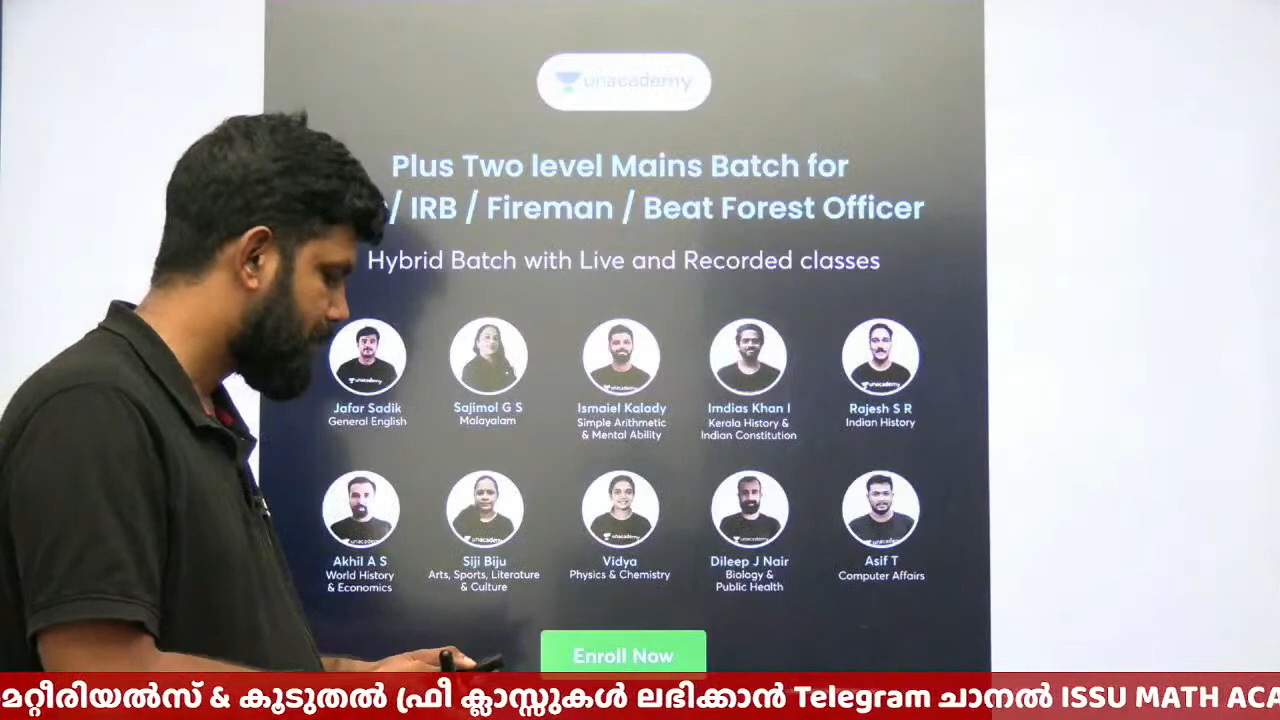 unacademy
Plus Two level Mains Batch for
/ IRB / Fireman / Beat Forest Officer
Hybrid Batch with Live and Recorded classes
Jafar Sadik
General English
Sajimol G S
Malayalam
Ismaiel Kalady
Simple Arithmetic
& Mental Ability
Imdias Khan I
Kerala History &
Indian Constitution
Rajesh S R
Indian History
Akhil A S
World History
& Economics
Siji Biju
Arts, Sports, Literature
& Culture
Vidya
Physics & Chemistry
Dileep J Nair
Biology &
Public Health
Asif T
Computer Affairs
Enroll Now
മറ്റീരിയൽസ് & കൂടുതൽ ഫ്രീ ക്ലാസ്സുകൾ ലഭിക്കാൻ Telegram ചാനൽ ISSU MATH ACA